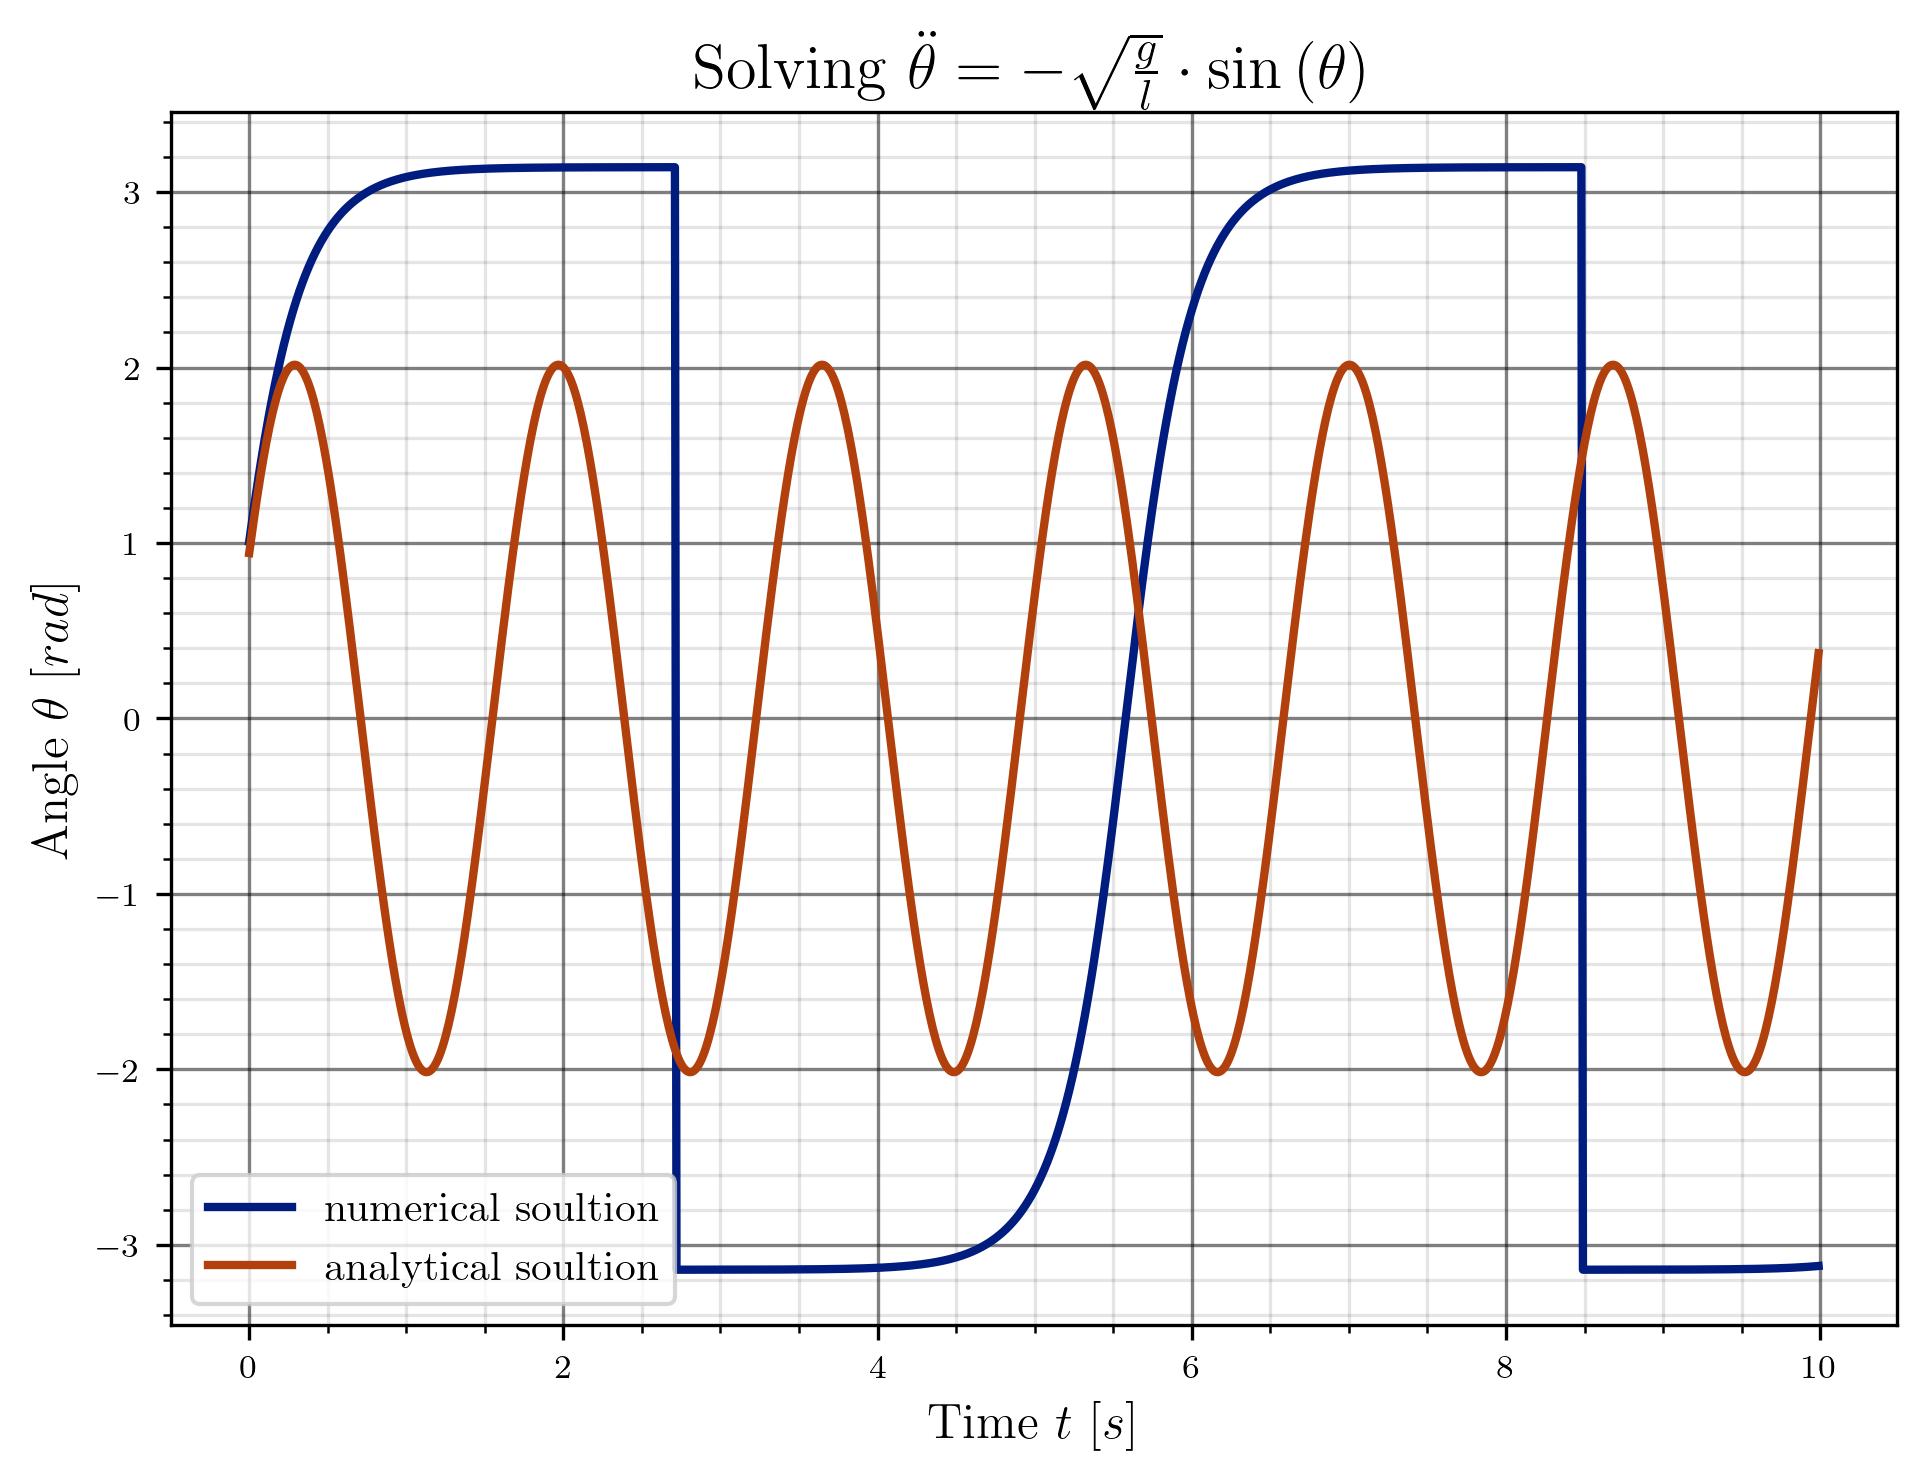 Solving θ̈ = −√(g/l) · sin (θ)
Angle θ [rad]
3
2
1
0
−1
−2
−3
numerical soultion
analytical soultion
0 2 4 6 8 10
Time t [s]